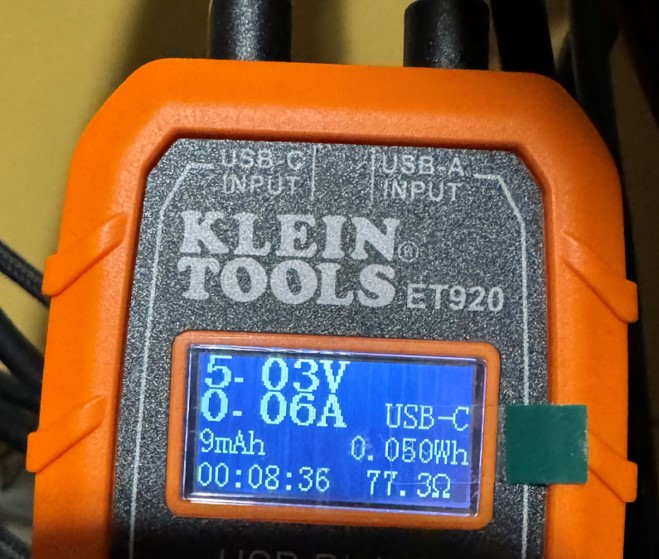 USB-C INPUT
USB-A INPUT
KLEIN
TOOLS®
ET920
5.03V
0.06A USB-C
9mAh 0.050Wh
00:08:36 77.3Ω